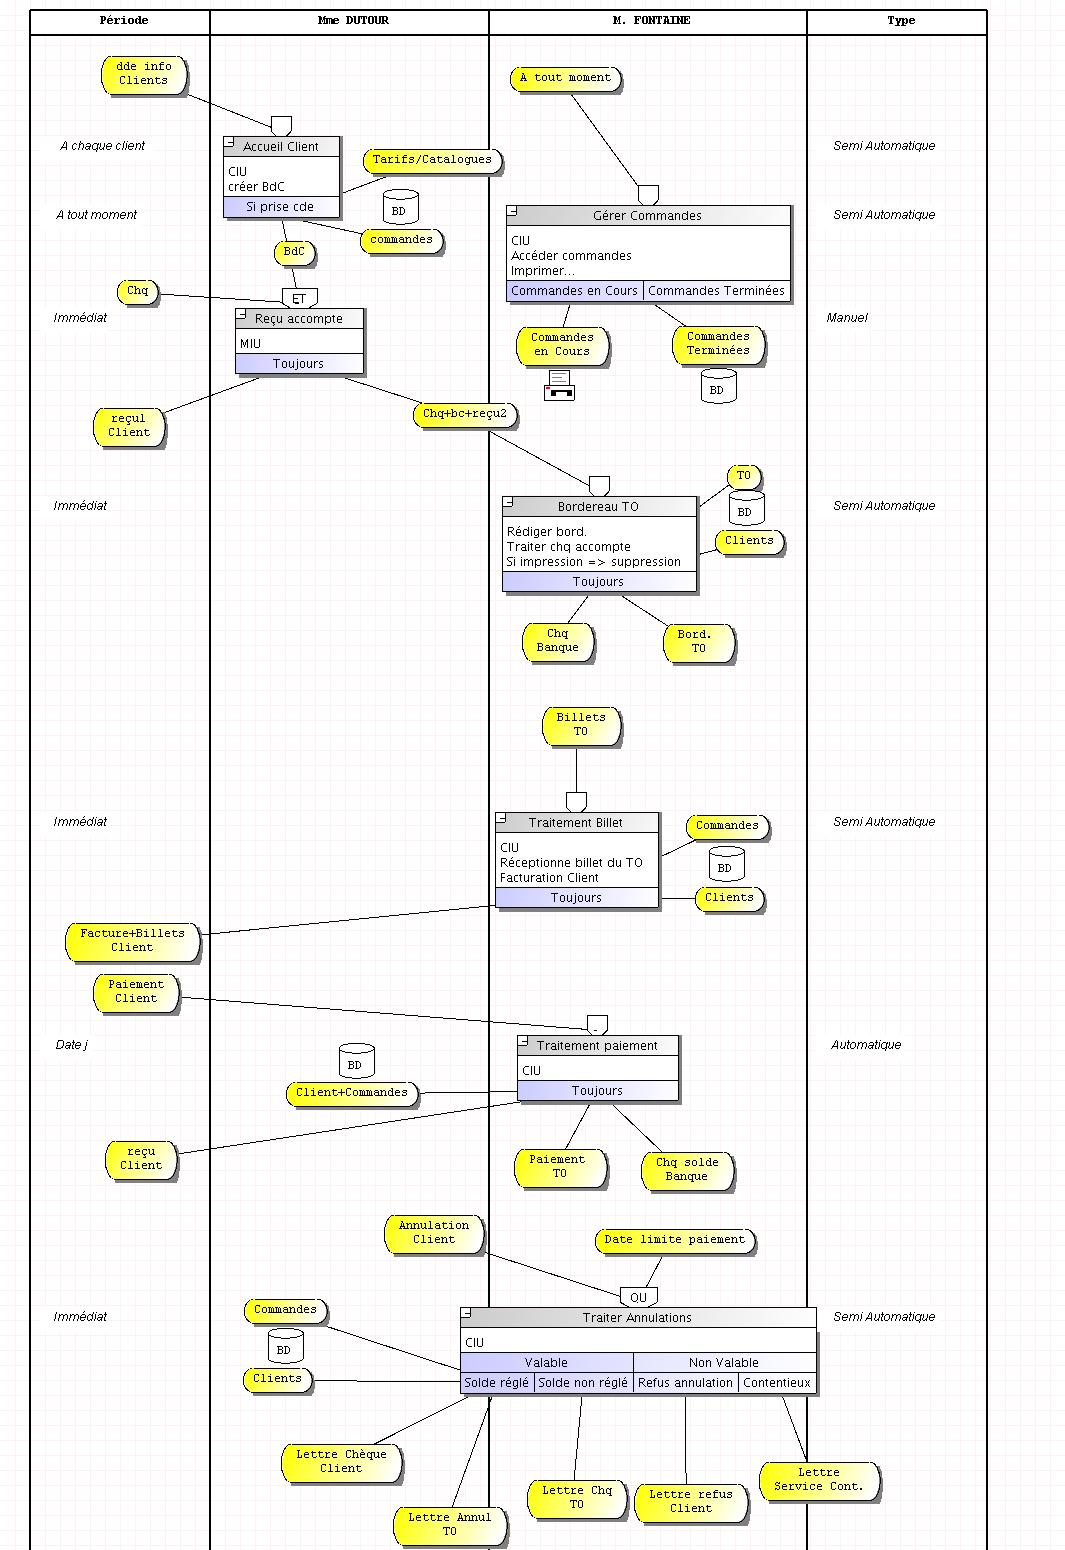 Période
Mme DUTOUR
M. FONTAINE
Type
dde info
Clients
A tout moment
A chaque client
Accueil Client
CIU
créer BdC
Si prise cde
Tarifs/Catalogues
BD
commandes
Semi Automatique
A tout moment
Gérer Commandes
CIU
Accéder commandes
Imprimer...
Commandes en Cours
Commandes Terminées
Semi Automatique
BdC
Chq
ET
Immédiat
Reçu accompte
MIU
Toujours
Commandes
en Cours
Commandes
Terminées
BD
Manuel
reçu1
Client
Chq+bc+reçu2
Immédiat
Bordereau TO
Rédiger bord.
Traiter chq accompte
Si impression => suppression
Toujours
TO
BD
Clients
Semi Automatique
Chq
Banque
Bord.
TO
Billets
TO
Immédiat
Traitement Billet
CIU
Réceptionne billet du TO
Facturation Client
Toujours
Commandes
BD
Clients
Semi Automatique
Facture+Billets
Client
Paiement
Client
Date j
BD
Client+Commandes
Traitement paiement
CIU
Toujours
Automatique
reçu
Client
Paiement
TO
Chq solde
Banque
Annulation
Client
Date limite paiement
OU
Immédiat
Commandes
BD
Clients
Traiter Annulations
CIU
Valable
Non Valable
Solde réglé
Solde non réglé
Refus annulation
Contentieux
Semi Automatique
Lettre Chèque
Client
Lettre Annul
TO
Lettre Chq
TO
Lettre refus
Client
Lettre
Service Cont.